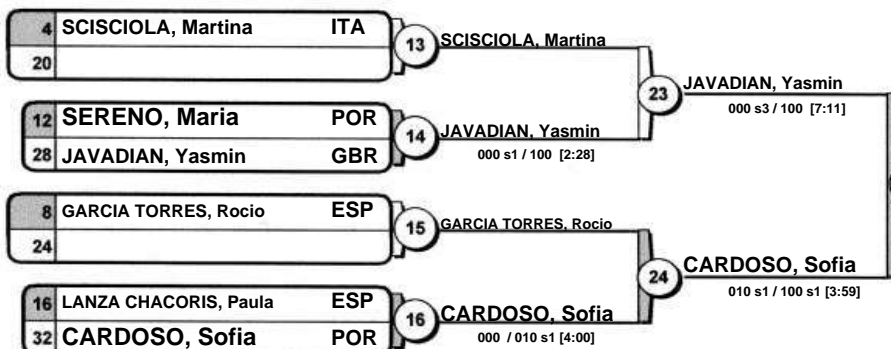 4 SCISCIOLA, Martina ITA
20
13 SCISCIOLA, Martina
12 SERENO, Maria POR
28 JAVADIAN, Yasmin GBR
14 JAVADIAN, Yasmin
000 s1 / 100 [2:28]
23 JAVADIAN, Yasmin
000 s3 / 100 [7:11]
8 GARCIA TORRES, Rocio ESP
24
15 GARCIA TORRES, Rocio
16 LANZA CHACORIS, Paula ESP
32 CARDOSO, Sofia POR
16 CARDOSO, Sofia
000 / 010 s1 [4:00]
24 CARDOSO, Sofia
010 s1 / 100 s1 [3:59]